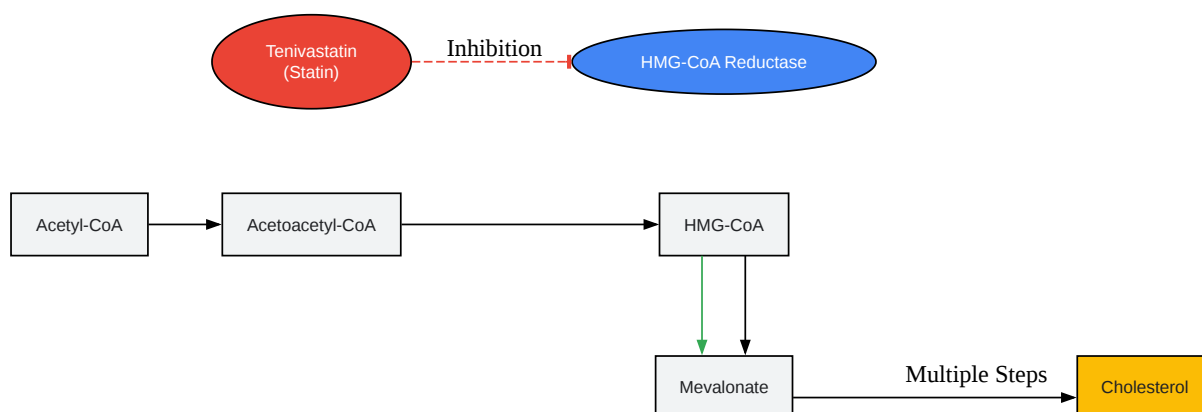 Tenivastatin
(Statin)
Inhibition
HMG-CoA Reductase
Acetyl-CoA
Acetoacetyl-CoA
HMG-CoA
Mevalonate
Multiple Steps
Cholesterol